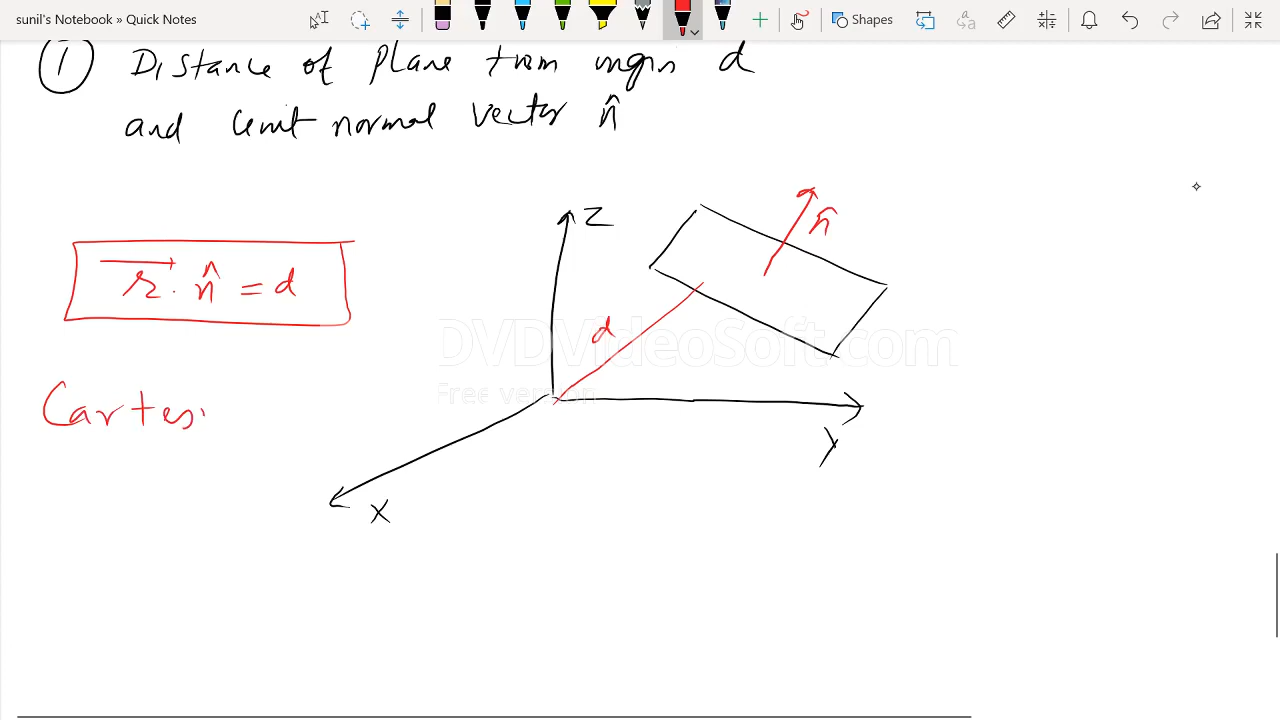 sunil's Notebook » Quick Notes
Shapes
① Distance of plane from origin d
and unit normal vector n̂
Z
n̂
r⃗ . n̂ = d
d
DVDVideoSoft.com
Free version
Cartes
y
x